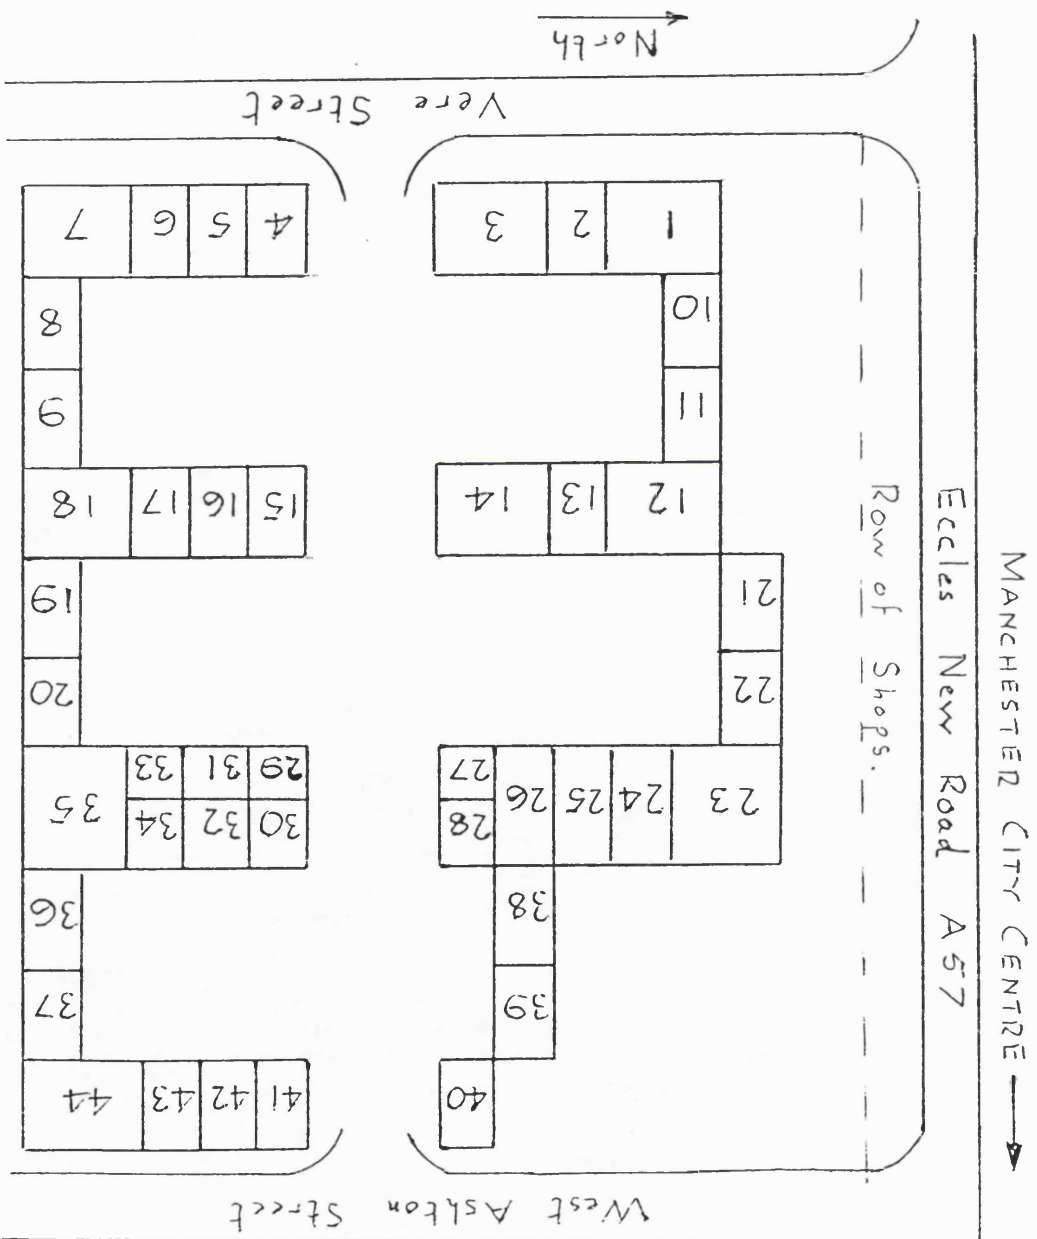 North
Vere Street
7 6 5 4
3 2 1
8
10
9
11
18 17 16 15
14 13 12
19
21
20
22
35
33 31 29
34 32 30
27
28
26 25 24 23
36
38
37
39
44 43 42 41
40
West Ashton Street
Row of Shops.
Eccles New Road A57
MANCHESTER CITY CENTRE